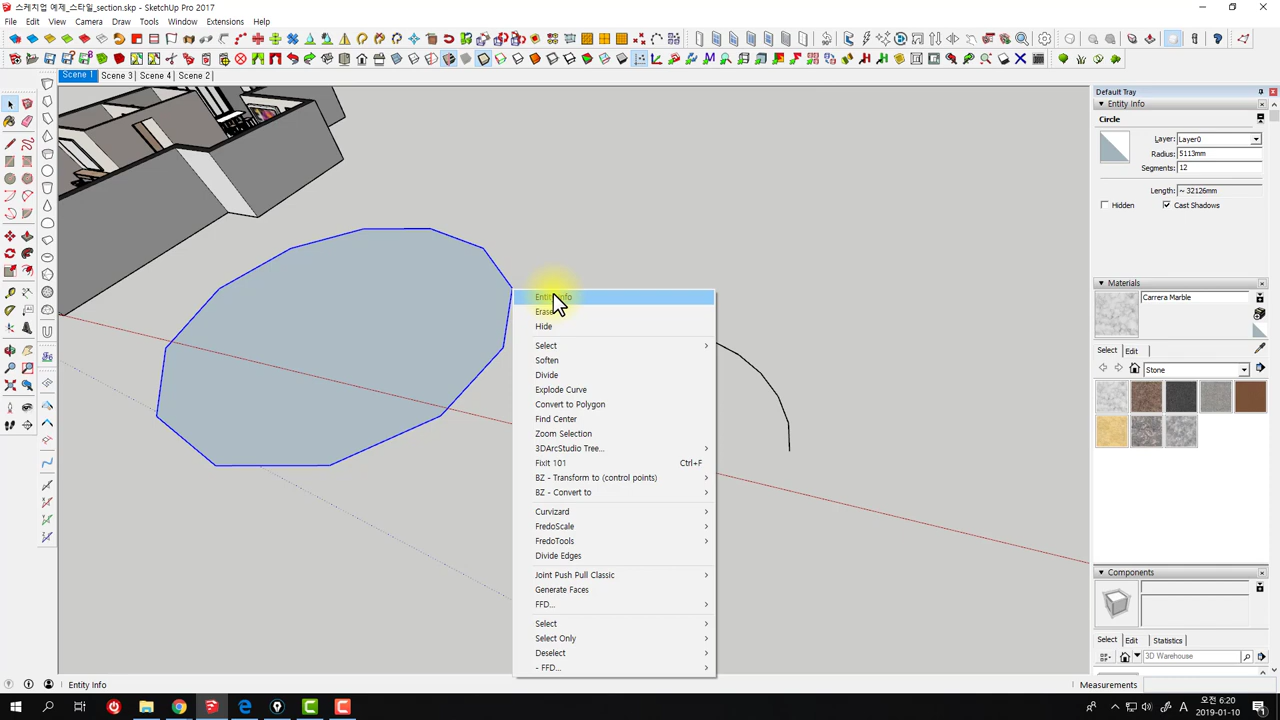 스케치업 예제_스타일_section.skp - SketchUp Pro 2017
File Edit View Camera Draw Tools Window Extensions Help
Scene 1 Scene 3 Scene 4 Scene 2
Default Tray
Entity Info
Circle
Layer: Layer0
Radius: 5113mm
Segments: 12
Length: ~ 32126mm
Hidden Cast Shadows
Materials
Carrera Marble
Select Edit
Stone
Components
Select Edit Statistics
3D Warehouse
Entity Info
Erase
Hide
Select
Soften
Divide
Explode Curve
Convert to Polygon
Find Center
Zoom Selection
3DArcStudio Tree...
FixIt 101 Ctrl+F
BZ - Transform to (control points)
BZ - Convert to
Curvizard
FredoScale
FredoTools
Divide Edges
Joint Push Pull Classic
Generate Faces
FFD...
Select
Select Only
Deselect
- FFD...
Entity Info
Measurements
A
오전 6:20
2019-01-10